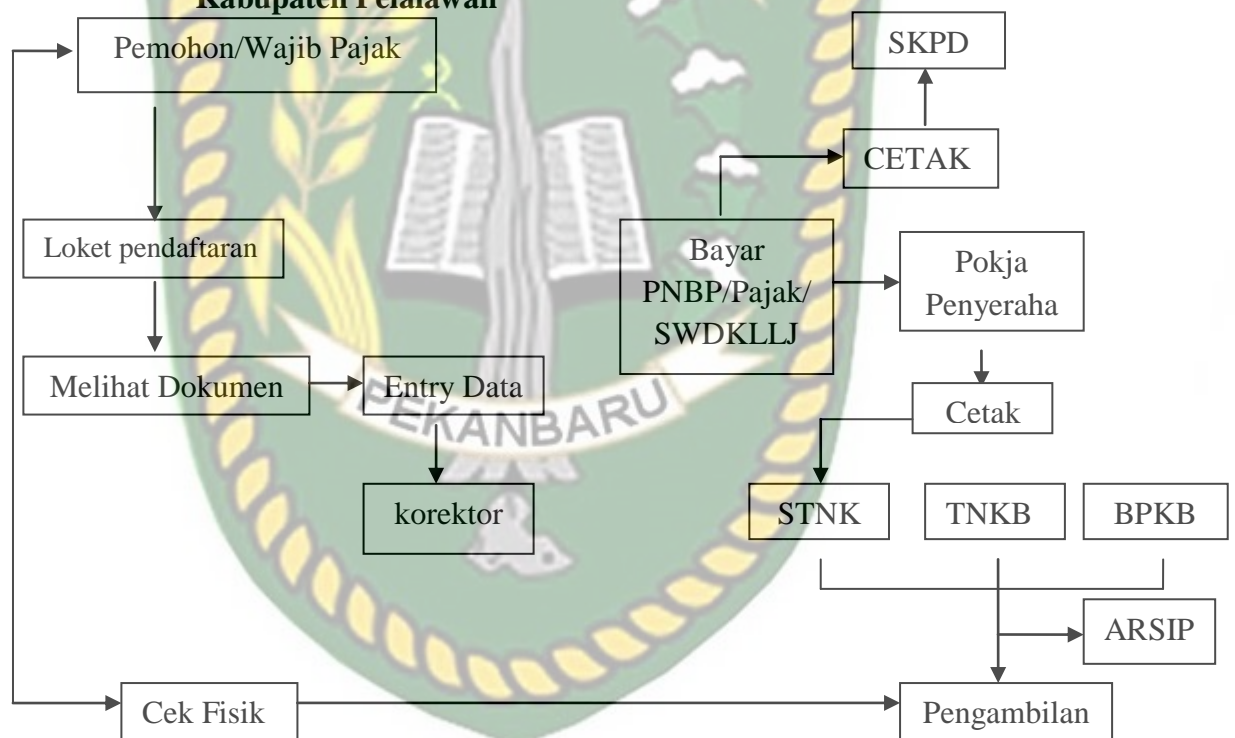 Kabupaten Pelalawan
Pemohon/Wajib Pajak
SKPD
CETAK
Loket pendaftaran
Bayar
PNBP/Pajak/
SWDKLLJ
Pokja
Penyeraha
Melihat Dokumen
Entry Data
Cetak
PEKANBARU
korektor
STNK
TNKB
BPKB
ARSIP
Cek Fisik
Pengambilan